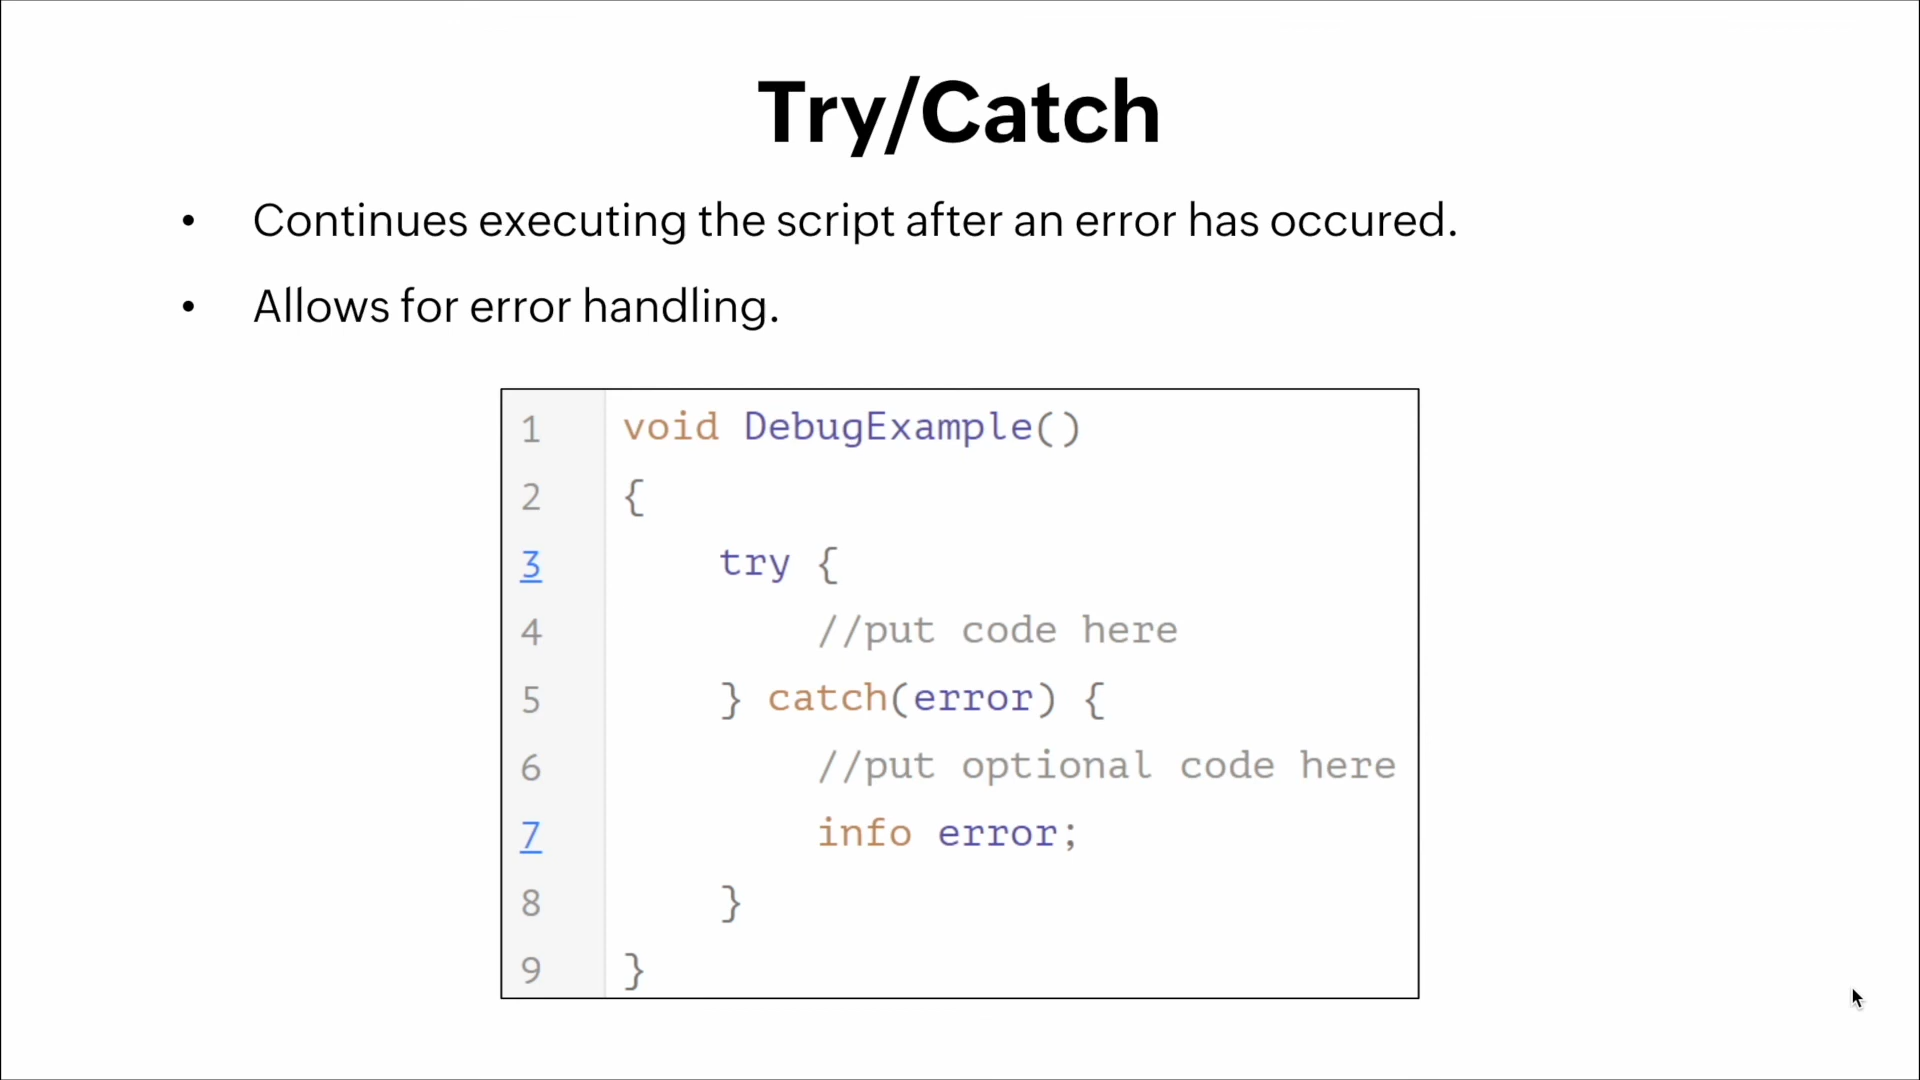 Try/Catch
• Continues executing the script after an error has occured.
• Allows for error handling.
1 void DebugExample()
2 {
3 try {
4 //put code here
5 } catch(error) {
6 //put optional code here
7 info error;
8 }
9 }